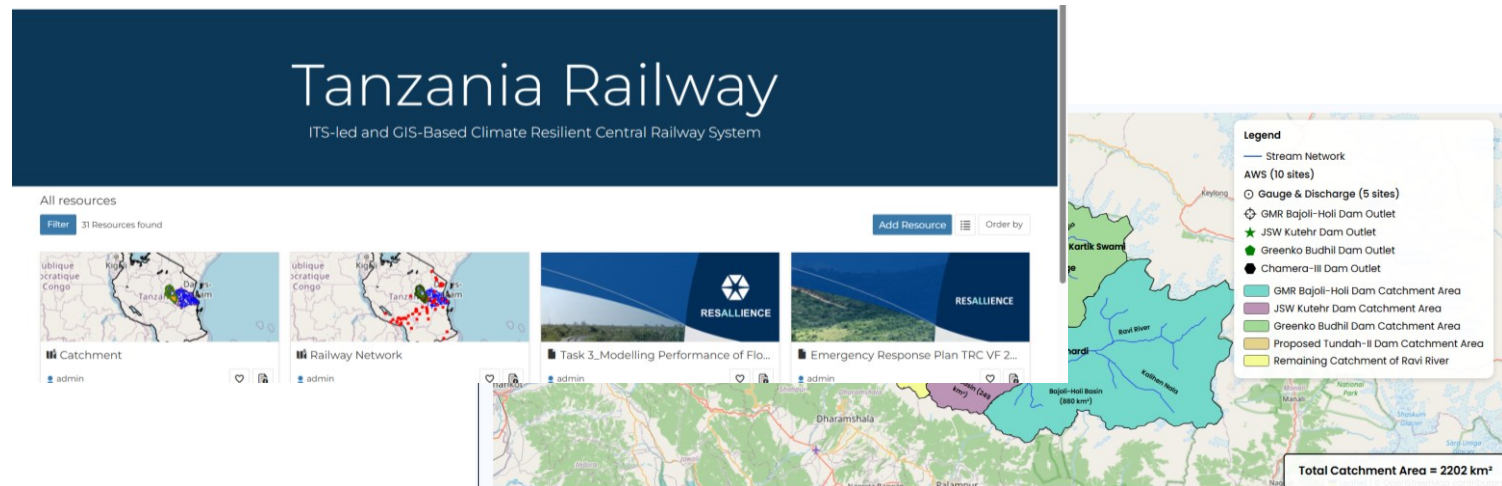 Tanzania Railway
ITS-led and GIS-Based Climate Resilient Central Railway System
All resources
Filter
31 Resources found
Add Resource
Order by
Tanzan
Congo
RESALLIENCE
RESALLIENCE
Catchment
Railway Network
Task 3_Modelling Performance of Flo...
Emergency Response Plan TRC VF 2...
admin
admin
admin
admin
Legend
Stream Network
AWS (10 sites)
Gauge & Discharge (5 sites)
GMR Bajoli-Holi Dam Outlet
JSW Kutehr Dam Outlet
Greenko Budhil Dam Outlet
Chamera-III Dam Outlet
GMR Bajoli-Holi Dam Catchment Area
JSW Kutehr Dam Catchment Area
Greenko Budhil Dam Catchment Area
Proposed Tundah-II Dam Catchment Area
Remaining Catchment of Ravi River
Keylong
Kartik Swami
Ravi River
Kalihen Nala
Bajoli-Holi Basin
(880 km²)
Dharamshala
Palampur
Manali
National
Park
Total Catchment Area = 2202 km²